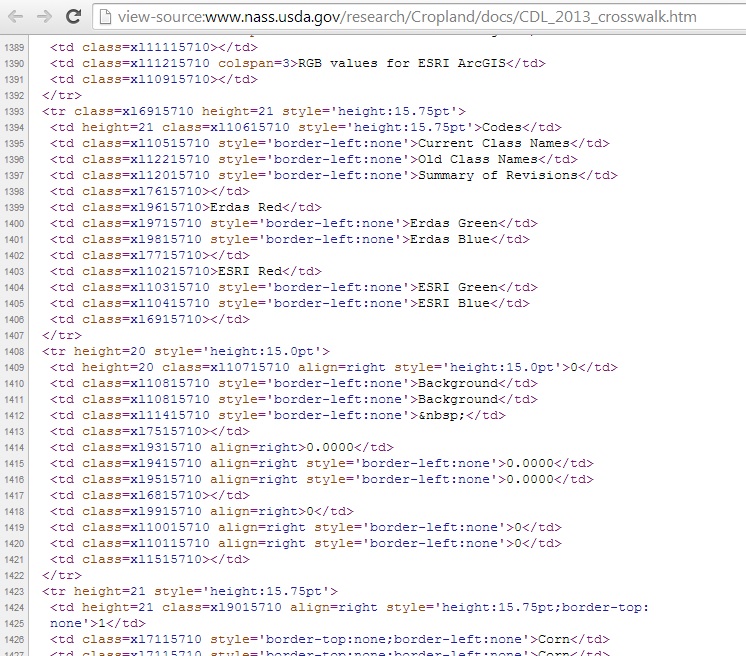 view-source:www.nass.usda.gov/research/Cropland/docs/CDL_2013_crosswalk.htm
1389 <td class=xl11115710></td>
1390 <td class=xl11215710 colspan=3>RGB values for ESRI ArcGIS</td>
1391 <td class=xl10915710></td>
1392 </tr>
1393 <tr class=xl6915710 height=21 style='height:15.75pt'>
1394 <td height=21 class=xl10615710 style='height:15.75pt'>Codes</td>
1395 <td class=xl10515710 style='border-left:none'>Current Class Names</td>
1396 <td class=xl12215710 style='border-left:none'>Old Class Names</td>
1397 <td class=xl12015710 style='border-left:none'>Summary of Revisions</td>
1398 <td class=xl7615710></td>
1399 <td class=xl9615710>Erdas Red</td>
1400 <td class=xl9715710 style='border-left:none'>Erdas Green</td>
1401 <td class=xl9815710 style='border-left:none'>Erdas Blue</td>
1402 <td class=xl7715710></td>
1403 <td class=xl10215710>ESRI Red</td>
1404 <td class=xl10315710 style='border-left:none'>ESRI Green</td>
1405 <td class=xl10415710 style='border-left:none'>ESRI Blue</td>
1406 <td class=xl6915710></td>
1407 </tr>
1408 <tr height=20 style='height:15.0pt'>
1409 <td height=20 class=xl10715710 align=right style='height:15.0pt'>0</td>
1410 <td class=xl10815710 style='border-left:none'>Background</td>
1411 <td class=xl10815710 style='border-left:none'>Background</td>
1412 <td class=xl11415710 style='border-left:none'>&nbsp;</td>
1413 <td class=xl7515710></td>
1414 <td class=xl9315710 align=right>0.0000</td>
1415 <td class=xl9415710 align=right style='border-left:none'>0.0000</td>
1416 <td class=xl9515710 align=right style='border-left:none'>0.0000</td>
1417 <td class=xl6815710></td>
1418 <td class=xl9915710 align=right>0</td>
1419 <td class=xl10015710 align=right style='border-left:none'>0</td>
1420 <td class=xl10115710 align=right style='border-left:none'>0</td>
1421 <td class=xl1515710></td>
1422 </tr>
1423 <tr height=21 style='height:15.75pt'>
1424 <td height=21 class=xl9015710 align=right style='height:15.75pt;border-top:
1425 none'>1</td>
1426 <td class=xl7115710 style='border-top:none;border-left:none'>Corn</td>
1427 <td class=xl7115710 style='border-top:none;border-left:none'>Corn</td>